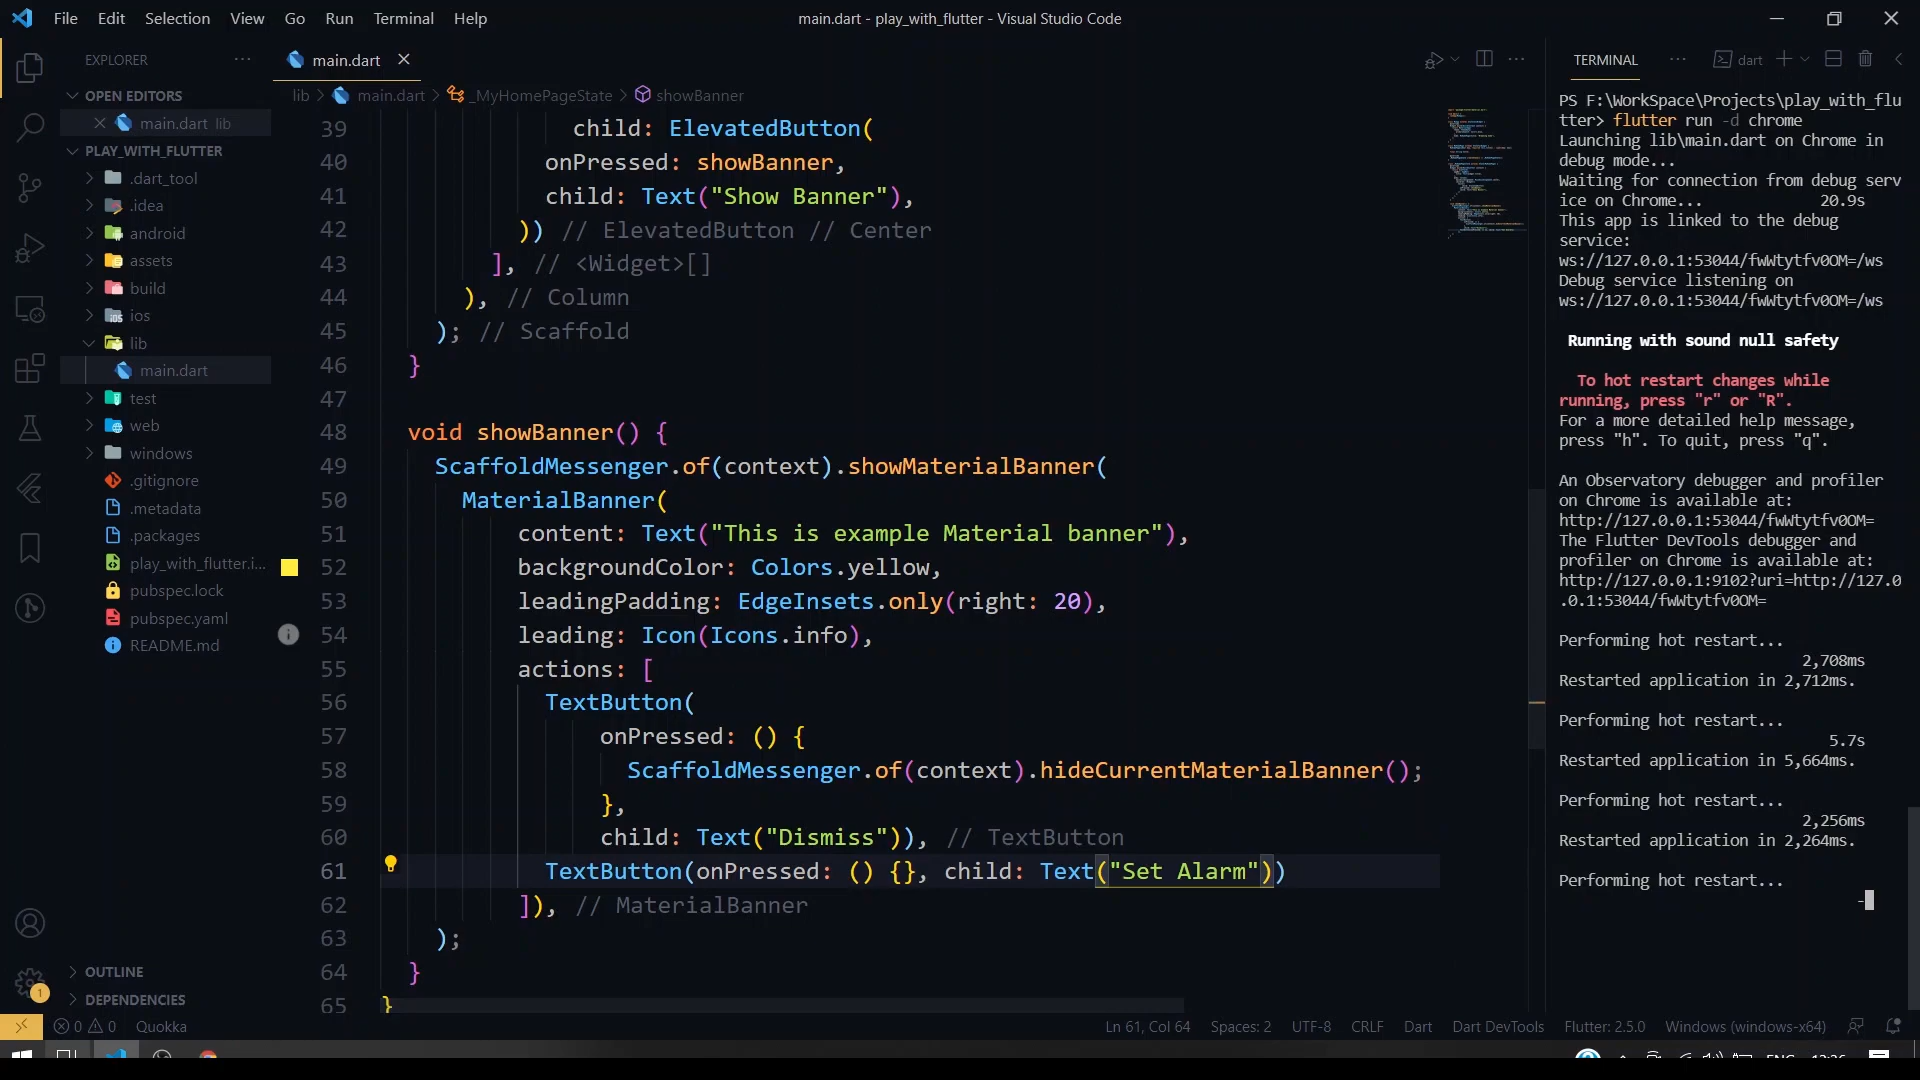 File Edit Selection View Go Run Terminal Help
main.dart - play_with_flutter - Visual Studio Code
EXPLORER
OPEN EDITORS
main.dart lib
PLAY_WITH_FLUTTER
.dart_tool
.idea
android
assets
build
ios
lib
main.dart
test
web
windows
.gitignore
.metadata
.packages
play_with_flutter.i...
pubspec.lock
pubspec.yaml
README.md
OUTLINE
DEPENDENCIES
main.dart
lib > main.dart > _MyHomePageState > showBanner
39 child: ElevatedButton(
40 onPressed: showBanner,
41 child: Text("Show Banner"),
42 )) // ElevatedButton // Center
43 ], // <Widget>[]
44 ), // Column
45 ); // Scaffold
46 }
47
48 void showBanner() {
49 ScaffoldMessenger.of(context).showMaterialBanner(
50 MaterialBanner(
51 content: Text("This is example Material banner"),
52 backgroundColor: Colors.yellow,
53 leadingPadding: EdgeInsets.only(right: 20),
54 leading: Icon(Icons.info),
55 actions: [
56 TextButton(
57 onPressed: () {
58 ScaffoldMessenger.of(context).hideCurrentMaterialBanner();
59 },
60 child: Text("Dismiss")), // TextButton
61 TextButton(onPressed: () {}, child: Text("Set Alarm"))
62 ]), // MaterialBanner
63 );
64 }
65 }
TERMINAL
dart
PS F:\WorkSpace\Projects\play_with_flu
tter> flutter run -d chrome
Launching lib\main.dart on Chrome in
debug mode...
Waiting for connection from debug serv
ice on Chrome... 20.9s
This app is linked to the debug
service:
ws://127.0.0.1:53044/fwWtytfv0OM=/ws
Debug service listening on
ws://127.0.0.1:53044/fwWtytfv0OM=/ws
Running with sound null safety
To hot restart changes while
running, press "r" or "R".
For a more detailed help message,
press "h". To quit, press "q".
An Observatory debugger and profiler
on Chrome is available at:
http://127.0.0.1:53044/fwWtytfv0OM=
The Flutter DevTools debugger and
profiler on Chrome is available at:
http://127.0.0.1:9102?uri=http://127.0
.0.1:53044/fwWtytfv0OM=
Performing hot restart...
2,708ms
Restarted application in 2,712ms.
Performing hot restart...
5.7s
Restarted application in 5,664ms.
Performing hot restart...
2,256ms
Restarted application in 2,264ms.
Performing hot restart...
-
1
0 0 Quokka
Ln 61, Col 64 Spaces: 2 UTF-8 CRLF Dart Dart DevTools Flutter: 2.5.0 Windows (windows-x64)